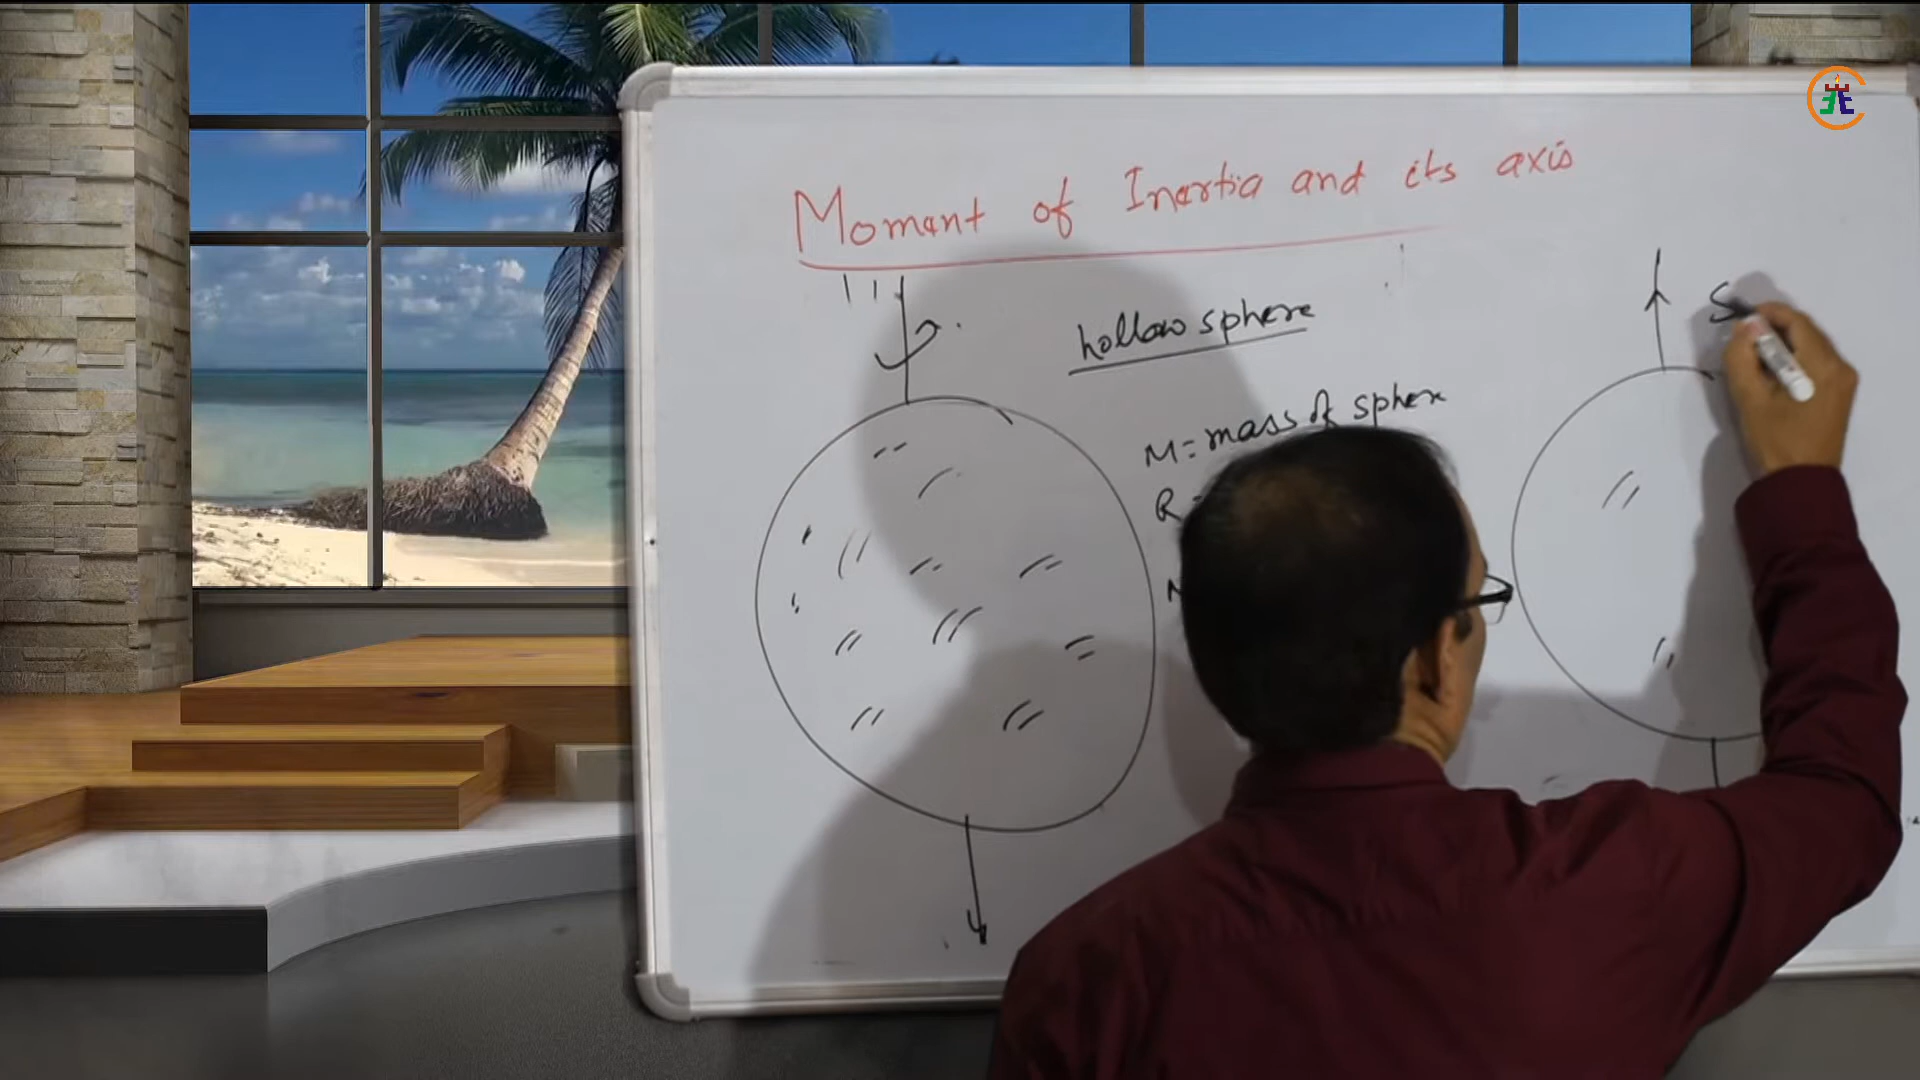 Moment of Inertia and its axis
hollow sphere
M = mass of sphere
R =
S